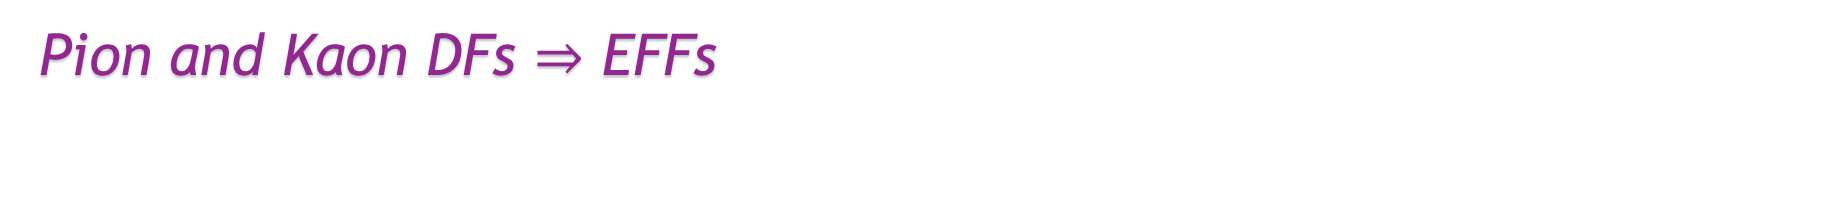 Pion and Kaon DFs ⇒ EFFs